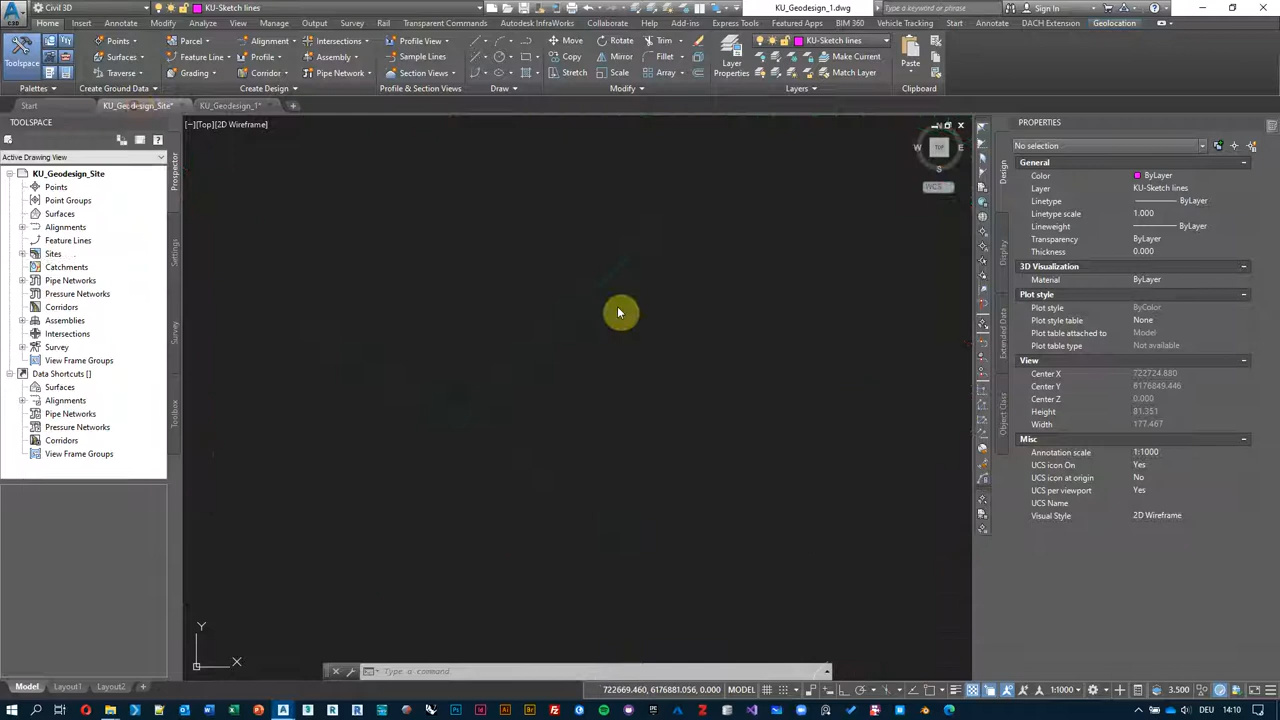 Civil 3D
KU-Sketch lines
KU_Geodesign_1.dwg
Type a keyword or phrase
Sign In
Home Insert Annotate Modify Analyze View Manage Output Survey Rail Transparent Commands Autodesk InfraWorks Collaborate Help Add-ins Express Tools Featured Apps BIM 360 Vehicle Tracking Start Annotate DACH Extension Geolocation
Toolspace
Points
Surfaces
Traverse
Parcel
Feature Line
Grading
Alignment
Profile
Corridor
Intersections
Assembly
Pipe Network
Profile View
Sample Lines
Section Views
Move
Copy
Stretch
Rotate
Mirror
Scale
Trim
Fillet
Array
Layer Properties
KU-Sketch lines
Make Current
Match Layer
Paste
Palettes
Create Ground Data
Create Design
Profile & Section Views
Draw
Modify
Layers
Clipboard
Start
KU_Geodesign_Site*
KU_Geodesign_1*
TOOLSPACE
Active Drawing View
KU_Geodesign_Site
Points
Point Groups
Surfaces
Alignments
Feature Lines
Sites
Catchments
Pipe Networks
Pressure Networks
Corridors
Assemblies
Intersections
Survey
View Frame Groups
Data Shortcuts []
Surfaces
Alignments
Pipe Networks
Pressure Networks
Corridors
View Frame Groups
Prospector
Settings
Survey
Toolbox
[−][Top][2D Wireframe]
N
W TOP E
S
WCS
Y
X
Type a command
Design
Display
Extended Data
Object Class
PROPERTIES
No selection
General
Color ByLayer
Layer KU-Sketch lines
Linetype ByLayer
Linetype scale 1.000
Lineweight ByLayer
Transparency ByLayer
Thickness 0.000
3D Visualization
Material ByLayer
Plot style
Plot style ByColor
Plot style table None
Plot table attached to Model
Plot table type Not available
View
Center X 722724.880
Center Y 6176849.446
Center Z 0.000
Height 81.351
Width 177.467
Misc
Annotation scale 1:1000
UCS icon On Yes
UCS icon at origin No
UCS per viewport Yes
UCS Name
Visual Style 2D Wireframe
Model Layout1 Layout2 +
722669.460, 6176881.056, 0.000 MODEL
1:1000
3.500
DEU 14:10